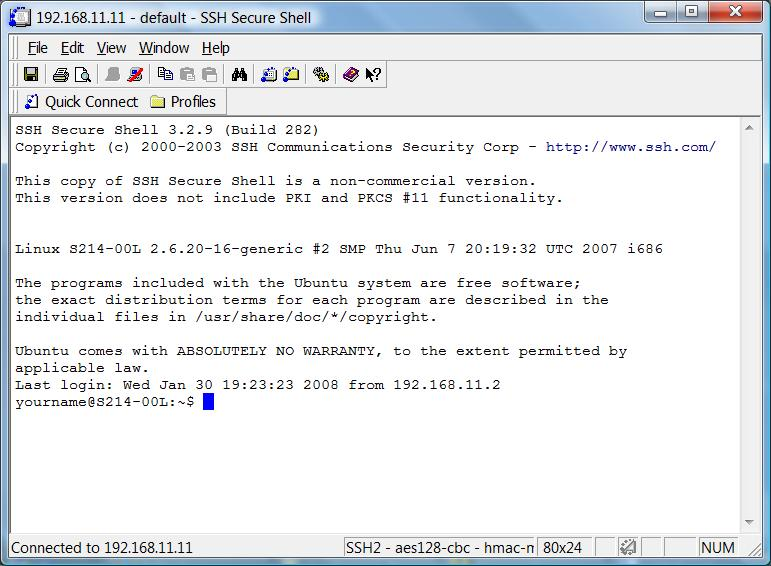 192.168.11.11 - default - SSH Secure Shell
File Edit View Window Help
Quick Connect Profiles
SSH Secure Shell 3.2.9 (Build 282)
Copyright (c) 2000-2003 SSH Communications Security Corp - http://www.ssh.com/
This copy of SSH Secure Shell is a non-commercial version.
This version does not include PKI and PKCS #11 functionality.
Linux S214-00L 2.6.20-16-generic #2 SMP Thu Jun 7 20:19:32 UTC 2007 i686
The programs included with the Ubuntu system are free software;
the exact distribution terms for each program are described in the
individual files in /usr/share/doc/*/copyright.
Ubuntu comes with ABSOLUTELY NO WARRANTY, to the extent permitted by
applicable law.
Last login: Wed Jan 30 19:23:23 2008 from 192.168.11.2
yourname@S214-00L:~$
Connected to 192.168.11.11 SSH2 - aes128-cbc - hmac-m 80x24 NUM